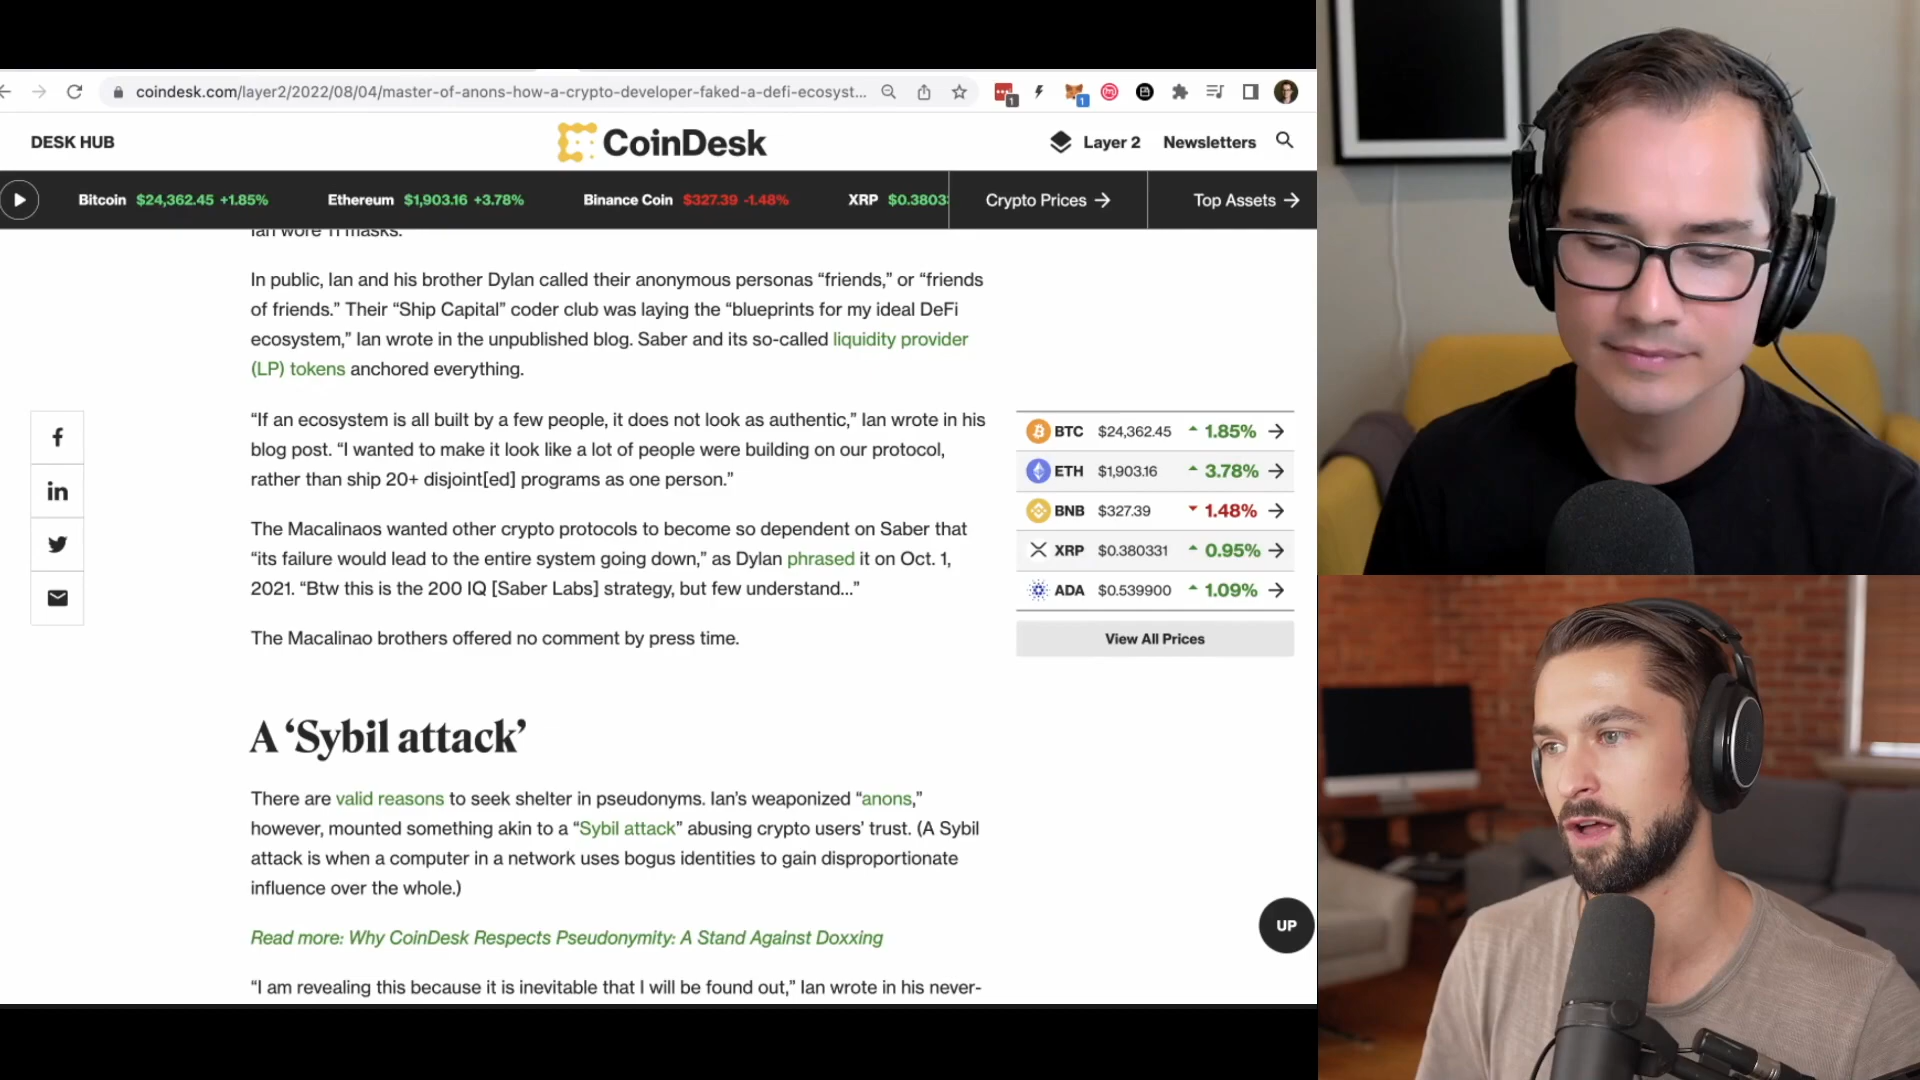 coindesk.com/layer2/2022/08/04/master-of-anons-how-a-crypto-developer-faked-a-defi-ecosyst...
1
1
DESK HUB
CoinDesk
Layer 2
Newsletters
Bitcoin $24,362.45 +1.85%
Ethereum $1,903.16 +3.78%
Binance Coin $327.39 -1.48%
XRP $0.3803
Crypto Prices →
Top Assets →
Ian wore 11 masks.
In public, Ian and his brother Dylan called their anonymous personas “friends,” or “friends
of friends.” Their “Ship Capital” coder club was laying the “blueprints for my ideal DeFi
ecosystem,” Ian wrote in the unpublished blog. Saber and its so-called liquidity provider
(LP) tokens anchored everything.
“If an ecosystem is all built by a few people, it does not look as authentic,” Ian wrote in his
blog post. “I wanted to make it look like a lot of people were building on our protocol,
rather than ship 20+ disjoint[ed] programs as one person.”
The Macalinaos wanted other crypto protocols to become so dependent on Saber that
“its failure would lead to the entire system going down,” as Dylan phrased it on Oct. 1,
2021. “Btw this is the 200 IQ [Saber Labs] strategy, but few understand...”
The Macalinao brothers offered no comment by press time.
BTC $24,362.45 1.85% →
ETH $1,903.16 3.78% →
BNB $327.39 1.48% →
XRP $0.380331 0.95% →
ADA $0.539900 1.09% →
View All Prices
A ‘Sybil attack’
There are valid reasons to seek shelter in pseudonyms. Ian’s weaponized “anons,”
however, mounted something akin to a “Sybil attack” abusing crypto users’ trust. (A Sybil
attack is when a computer in a network uses bogus identities to gain disproportionate
influence over the whole.)
Read more: Why CoinDesk Respects Pseudonymity: A Stand Against Doxxing
“I am revealing this because it is inevitable that I will be found out,” Ian wrote in his never-
UP